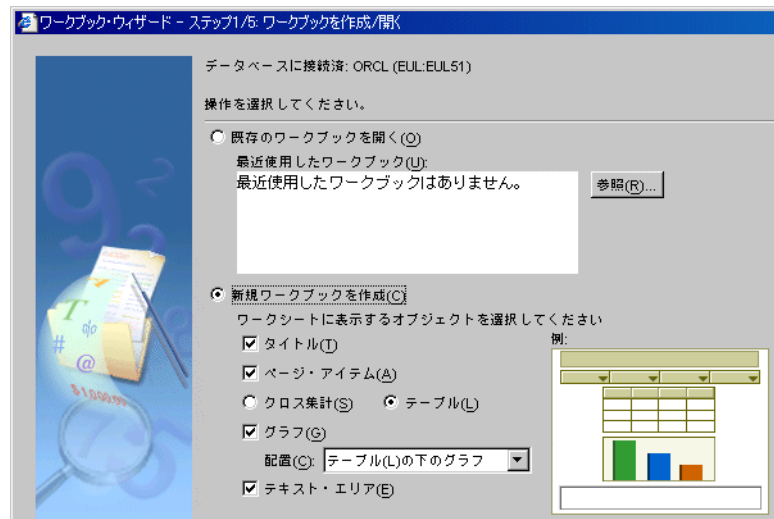 ワークブック・ウィザード - ステップ1/5: ワークブックを作成/開く
データベースに接続済: ORCL (EUL:EUL51)
操作を選択してください。
既存のワークブックを開く(O)
最近使用したワークブック(U):
最近使用したワークブックはありません。
参照(R)...
新規ワークブックを作成(C)
ワークシートに表示するオブジェクトを選択してください
タイトル(T)
例:
ページ・アイテム(A)
クロス集計(S) テーブル(L)
グラフ(G)
配置(C): テーブル(L)の下のグラフ
テキスト・エリア(E)
T
%
#
@
$1,000.00